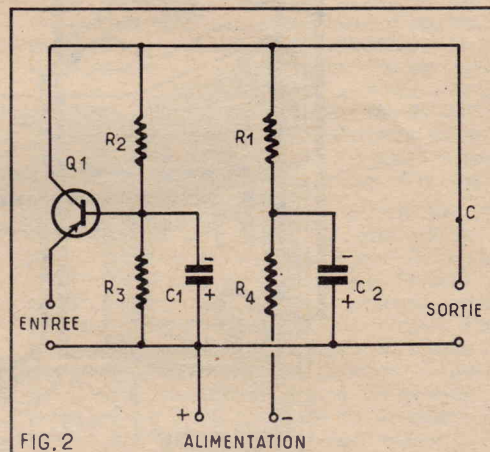 Q1
R2
R1
C
R3
C1
-
+
R4
-
C2
+
ENTREE
SORTIE
+
-
FIG.2
ALIMENTATION